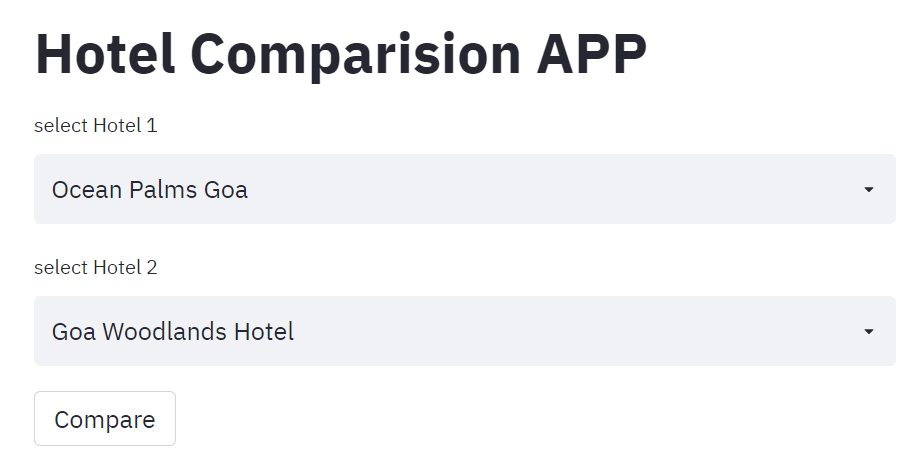 Hotel Comparision APP
select Hotel 1
Ocean Palms Goa
select Hotel 2
Goa Woodlands Hotel
Compare